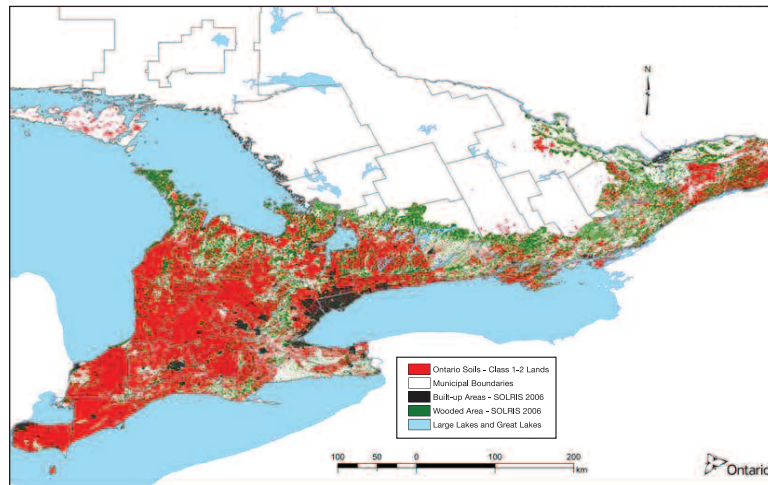 N
Ontario Soils - Class 1-2 Lands
Municipal Boundaries
Built-up Areas - SOLRIS 2006
Wooded Area - SOLRIS 2006
Large Lakes and Great Lakes
100 50 0 100 200
km
Ontario